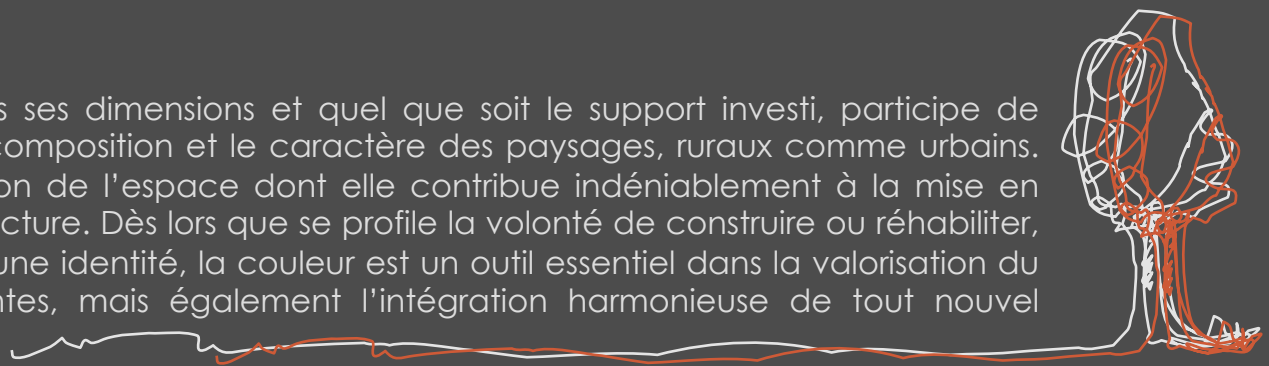 s ses dimensions et quel que soit le support investi, participe de
composition et le caractère des paysages, ruraux comme urbains.
on de l’espace dont elle contribue indéniablement à la mise en
cture. Dès lors que se profile la volonté de construire ou réhabiliter,
une identité, la couleur est un outil essentiel dans la valorisation du
ntes, mais également l’intégration harmonieuse de tout nouvel